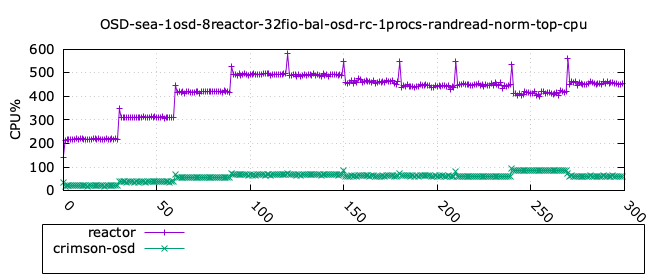 OSD-sea-1osd-8reactor-32fio-bal-osd-rc-1procs-randread-norm-top-cpu
600
500
400
300
200
100
0
CPU%
0 50 100 150 200 250 300
reactor
crimson-osd